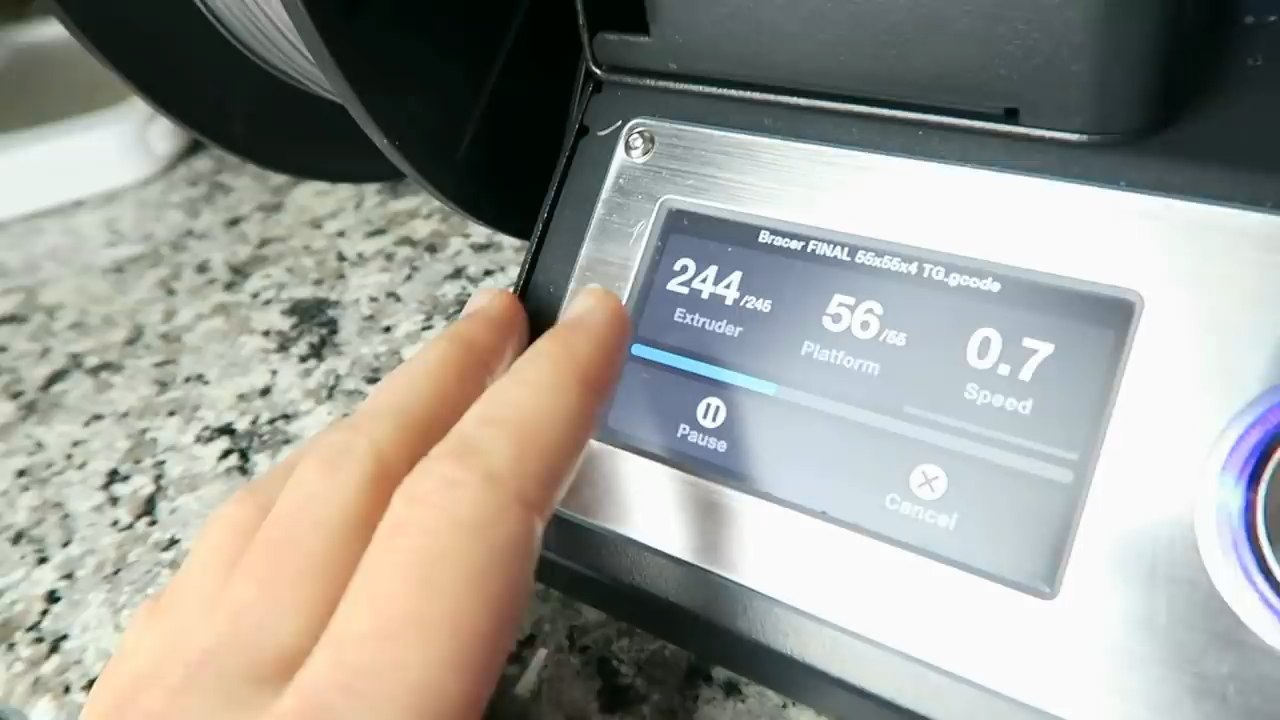 Bracer FINAL 55x55x4 TG.gcode
244/245 56/55 0.7
Extruder Platform Speed
Pause Cancel